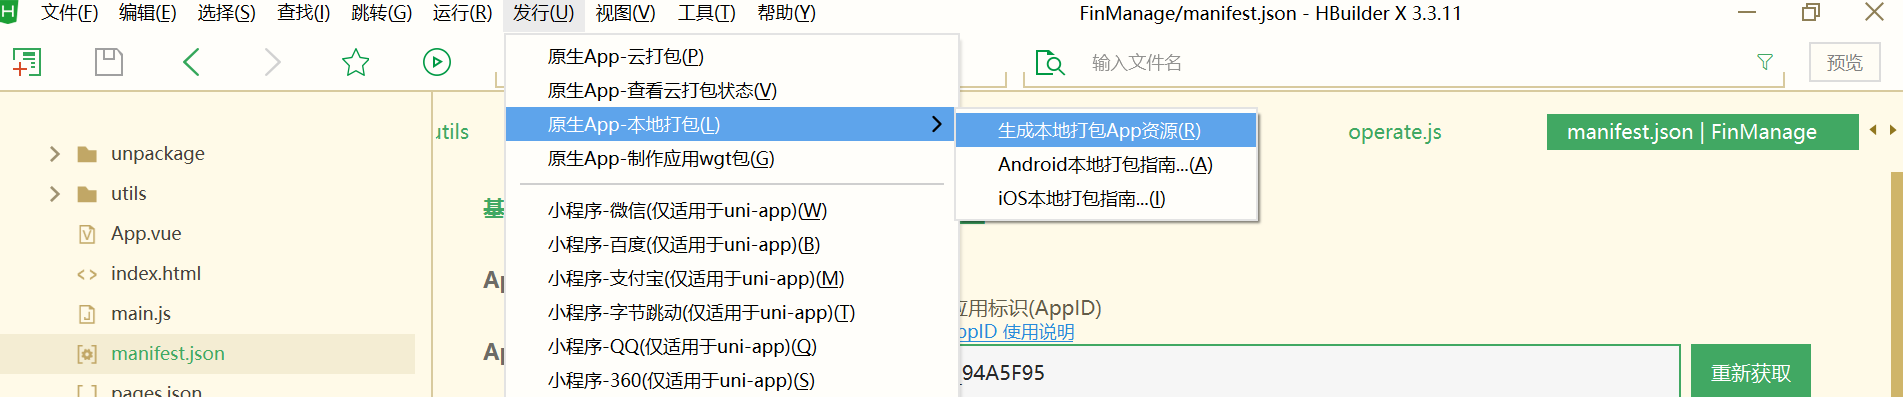 文件(F) 编辑(E) 选择(S) 查找(I) 跳转(G) 运行(R) 发行(U) 视图(V) 工具(T) 帮助(Y) FinManage/manifest.json - HBuilder X 3.3.11
H
输入文件名 预览
原生App-云打包(P)
原生App-查看云打包状态(V)
原生App-本地打包(L)
原生App-制作应用wgt包(G)
小程序-微信(仅适用于uni-app)(W)
小程序-百度(仅适用于uni-app)(B)
小程序-支付宝(仅适用于uni-app)(M)
小程序-字节跳动(仅适用于uni-app)(T)
小程序-QQ(仅适用于uni-app)(Q)
小程序-360(仅适用于uni-app)(S)
生成本地打包App资源(R)
Android本地打包指南...(A)
iOS本地打包指南...(I)
utils operate.js manifest.json | FinManage
unpackage
utils
App.vue
index.html
main.js
manifest.json
pages.json
基
Ap
应用标识(AppID)
AppID 使用说明
Ap
_94A5F95 重新获取